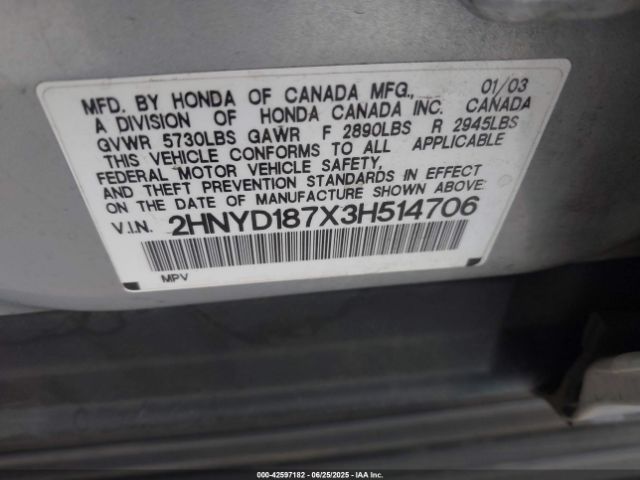 MFD. BY HONDA OF CANADA MFG., 01/03
A DIVISION OF HONDA CANADA INC. CANADA
GVWR 5730LBS GAWR F 2890LBS R 2945LBS
THIS VEHICLE CONFORMS TO ALL APPLICABLE
FEDERAL MOTOR VEHICLE SAFETY,
AND THEFT PREVENTION STANDARDS IN EFFECT
ON THE DATE OF MANUFACTURE SHOWN ABOVE.
V.I.N. 2HNYD187X3H514706
MPV
000-42597182 - 06/25/2025 - IAA Inc.